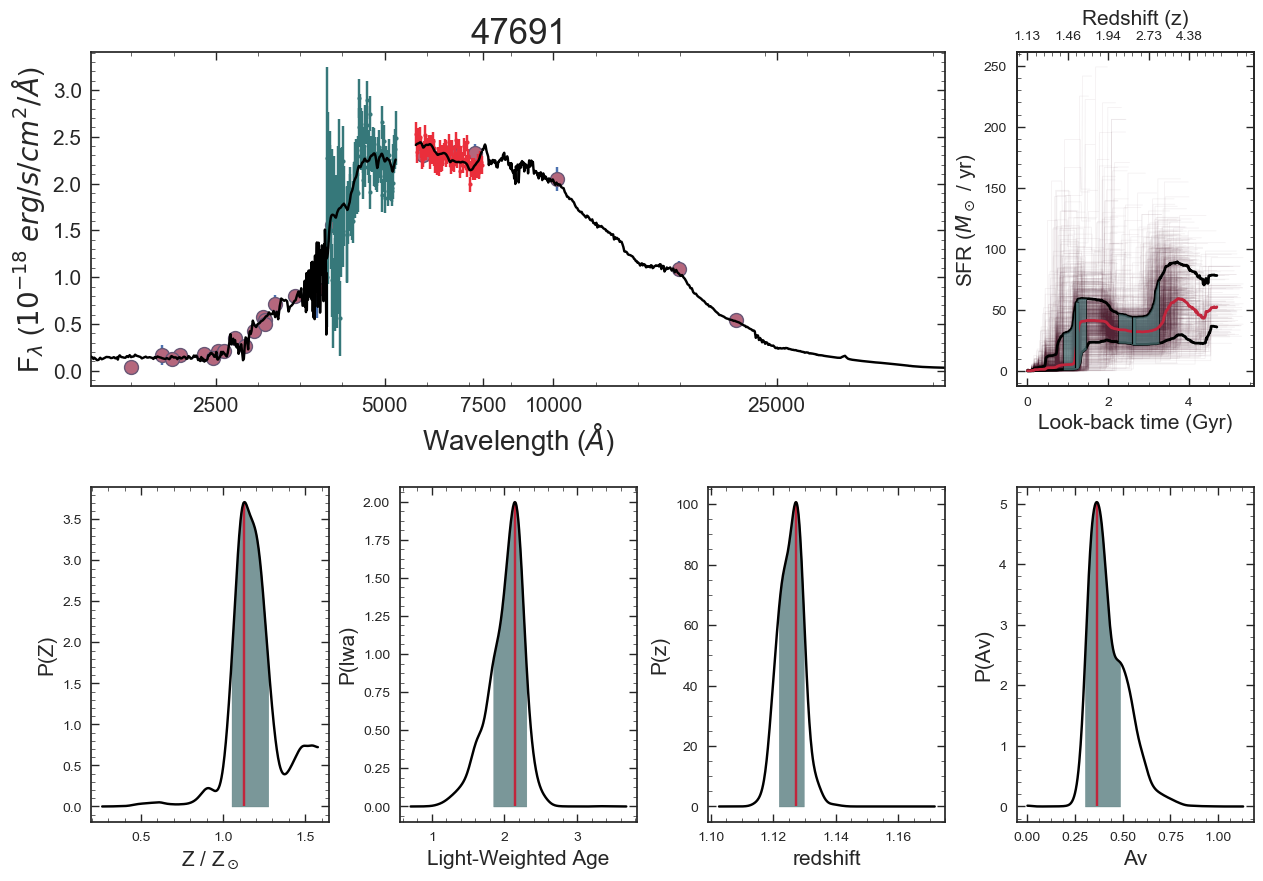 47691
F_λ (10^−18 erg/s/cm^2/Å)
3.0
2.5
2.0
1.5
1.0
0.5
0.0
2500 5000 7500 10000 25000
Wavelength (Å)
Redshift (z)
1.13 1.46 1.94 2.73 4.38
SFR (M_⊙ / yr)
250
200
150
100
50
0
0 2 4
Look-back time (Gyr)
P(Z)
3.5
3.0
2.5
2.0
1.5
1.0
0.5
0.0
0.5 1.0 1.5
Z / Z_⊙
P(lwa)
2.00
1.75
1.50
1.25
1.00
0.75
0.50
0.25
0.00
1 2 3
Light-Weighted Age
P(z)
100
80
60
40
20
0
1.10 1.12 1.14 1.16
redshift
P(Av)
5
4
3
2
1
0
0.00 0.25 0.50 0.75 1.00
Av